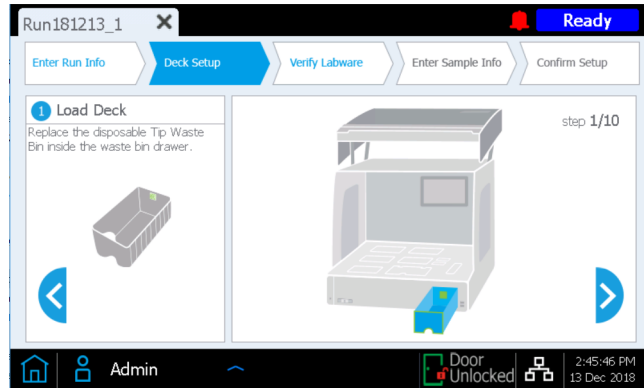 Run181213_1
Ready
Enter Run Info
Deck Setup
Verify Labware
Enter Sample Info
Confirm Setup
1 Load Deck
Replace the disposable Tip Waste
Bin inside the waste bin drawer.
step 1/10
Admin
Door
Unlocked
2:45:46 PM
13 Dec 2018